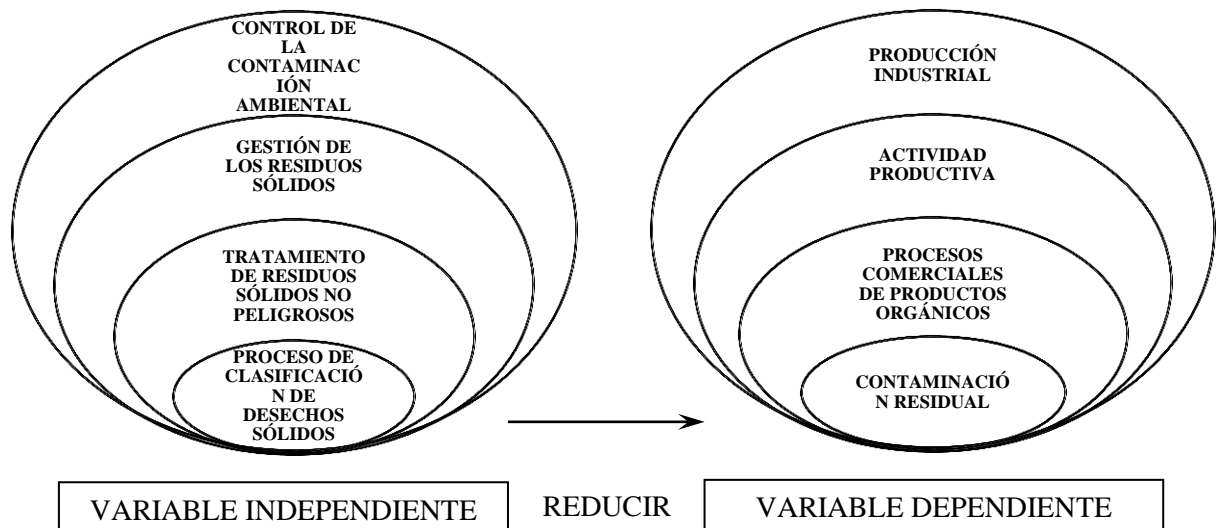 CONTROL DE
LA
CONTAMINAC
IÓN
AMBIENTAL
GESTIÓN DE
LOS RESIDUOS
SÓLIDOS
TRATAMIENTO
DE RESIDUOS
SÓLIDOS NO
PELIGROSOS
PROCESO DE
CLASIFICACIÓ
N DE
DESECHOS
SÓLIDOS
PRODUCCIÓN
INDUSTRIAL
ACTIVIDAD
PRODUCTIVA
PROCESOS
COMERCIALES
DE PRODUCTOS
ORGÁNICOS
CONTAMINACIÓ
N RESIDUAL
VARIABLE INDEPENDIENTE
REDUCIR
VARIABLE DEPENDIENTE